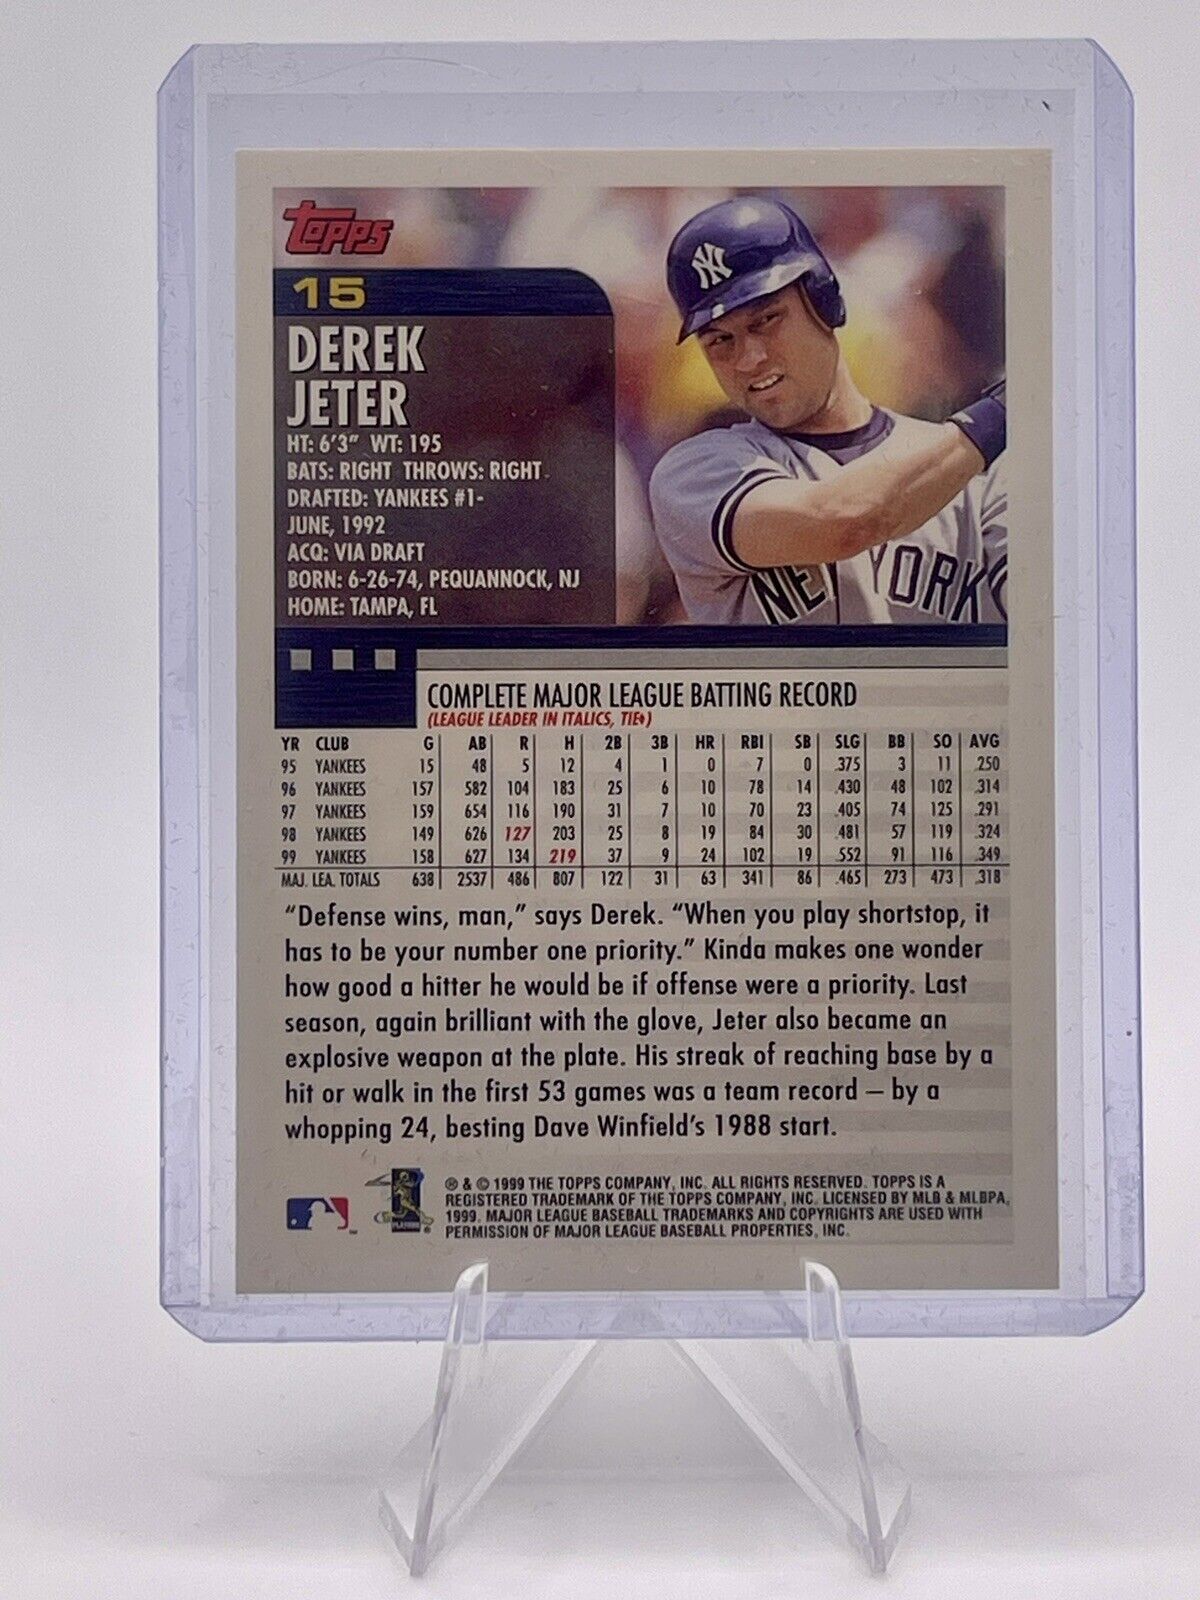 Topps
15
DEREK
JETER
HT: 6'3" WT: 195
BATS: RIGHT THROWS: RIGHT
DRAFTED: YANKEES #1-
JUNE, 1992
ACQ: VIA DRAFT
BORN: 6-26-74, PEQUANNOCK, NJ
HOME: TAMPA, FL
NY
NEW YORK
COMPLETE MAJOR LEAGUE BATTING RECORD
(LEAGUE LEADER IN ITALICS, TIE♦)
YR CLUB G AB R H 2B 3B HR RBI SB SLG BB SO AVG
95 YANKEES 15 48 5 12 4 1 0 7 0 .375 3 11 .250
96 YANKEES 157 582 104 183 25 6 10 78 14 .430 48 102 .314
97 YANKEES 159 654 116 190 31 7 10 70 23 .405 74 125 .291
98 YANKEES 149 626 127 203 25 8 19 84 30 .481 57 119 .324
99 YANKEES 158 627 134 219 37 9 24 102 19 .552 91 116 .349
MAJ. LEA. TOTALS 638 2537 486 807 122 31 63 341 86 .465 273 473 .318
"Defense wins, man," says Derek. "When you play shortstop, it
has to be your number one priority." Kinda makes one wonder
how good a hitter he would be if offense were a priority. Last
season, again brilliant with the glove, Jeter also became an
explosive weapon at the plate. His streak of reaching base by a
hit or walk in the first 53 games was a team record — by a
whopping 24, besting Dave Winfield's 1988 start.
® & © 1999 THE TOPPS COMPANY, INC. ALL RIGHTS RESERVED. TOPPS IS A
REGISTERED TRADEMARK OF THE TOPPS COMPANY, INC. LICENSED BY MLB & MLBPA,
1999. MAJOR LEAGUE BASEBALL TRADEMARKS AND COPYRIGHTS ARE USED WITH
PERMISSION OF MAJOR LEAGUE BASEBALL PROPERTIES, INC.
PLAYERS